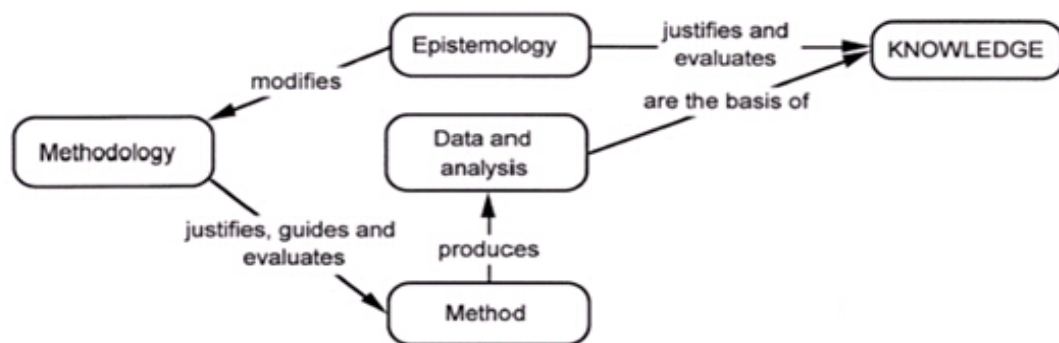 Epistemology
justifies and
evaluates
KNOWLEDGE
modifies
are the basis of
Methodology
Data and
analysis
justifies, guides and
evaluates
produces
Method